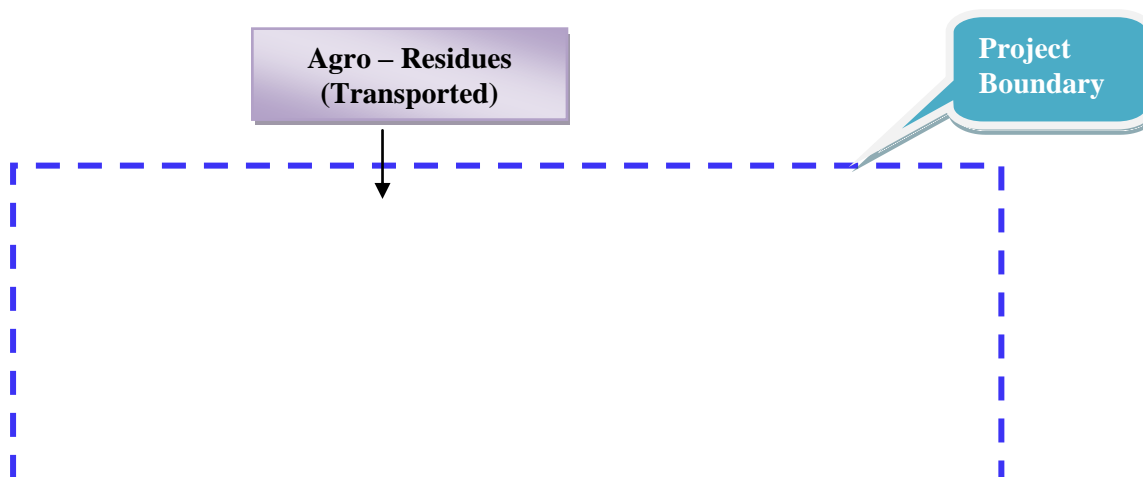 Agro – Residues
(Transported)
Project
Boundary